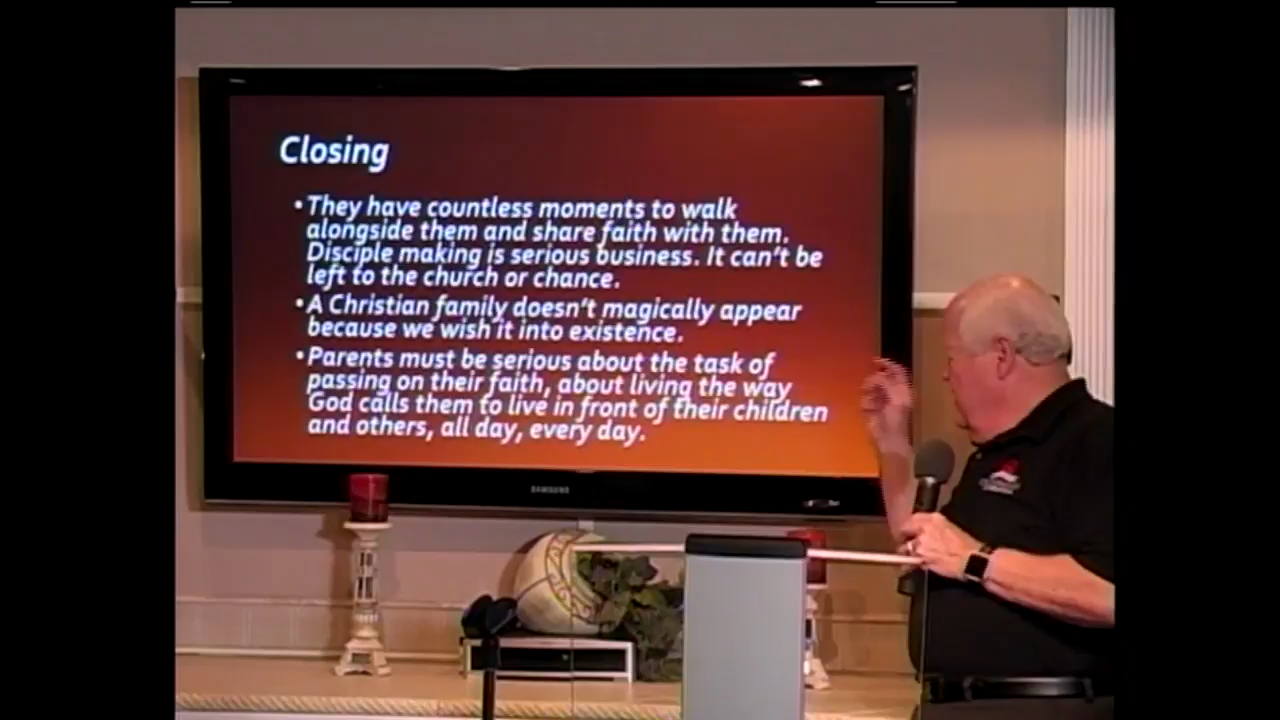 Closing
• They have countless moments to walk
alongside them and share faith with them.
Disciple making is serious business. It can't be
left to the church or chance.
• A Christian family doesn't magically appear
because we wish it into existence.
• Parents must be serious about the task of
passing on their faith, about living the way
God calls them to live in front of their children
and others, all day, every day.
SAMSUNG